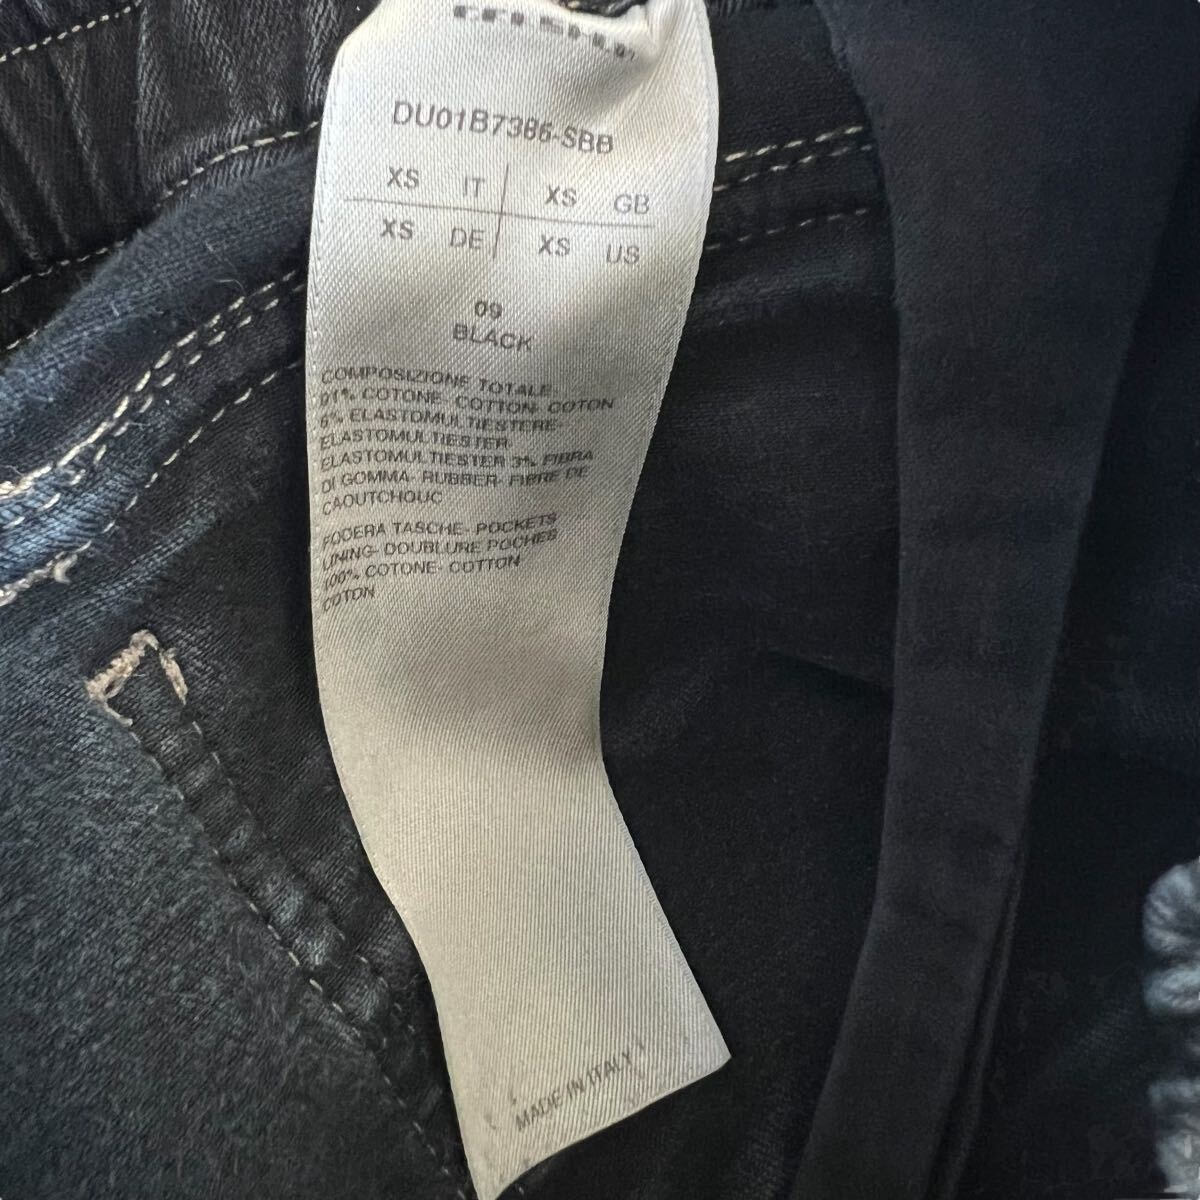 DU01B7386-SBB
XS IT XS GB
XS DE XS US
09
BLACK
COMPOSIZIONE TOTALE
91% COTONE- COTTON- COTON
6% ELASTOMULTIESTERE-
ELASTOMULTIESTER
ELASTOMULTIESTER 3% FIBRA
DI GOMMA- RUBBER- FIBRE DE
CAOUTCHOUC
FODERA TASCHE- POCKETS
LINING- DOUBLURE POCHES
100% COTONE- COTTON
COTON
MADE IN ITALY